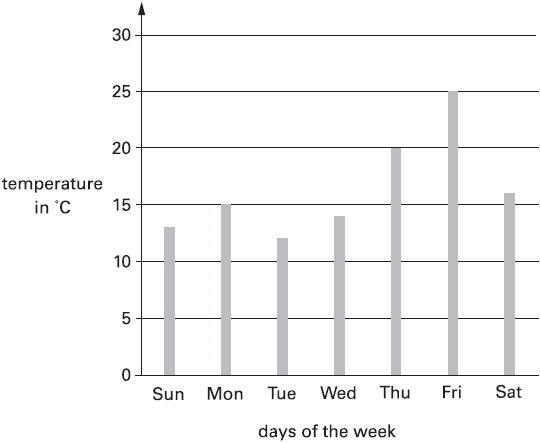 30
25
20
temperature
in ˚C
15
10
5
0
Sun Mon Tue Wed Thu Fri Sat
days of the week